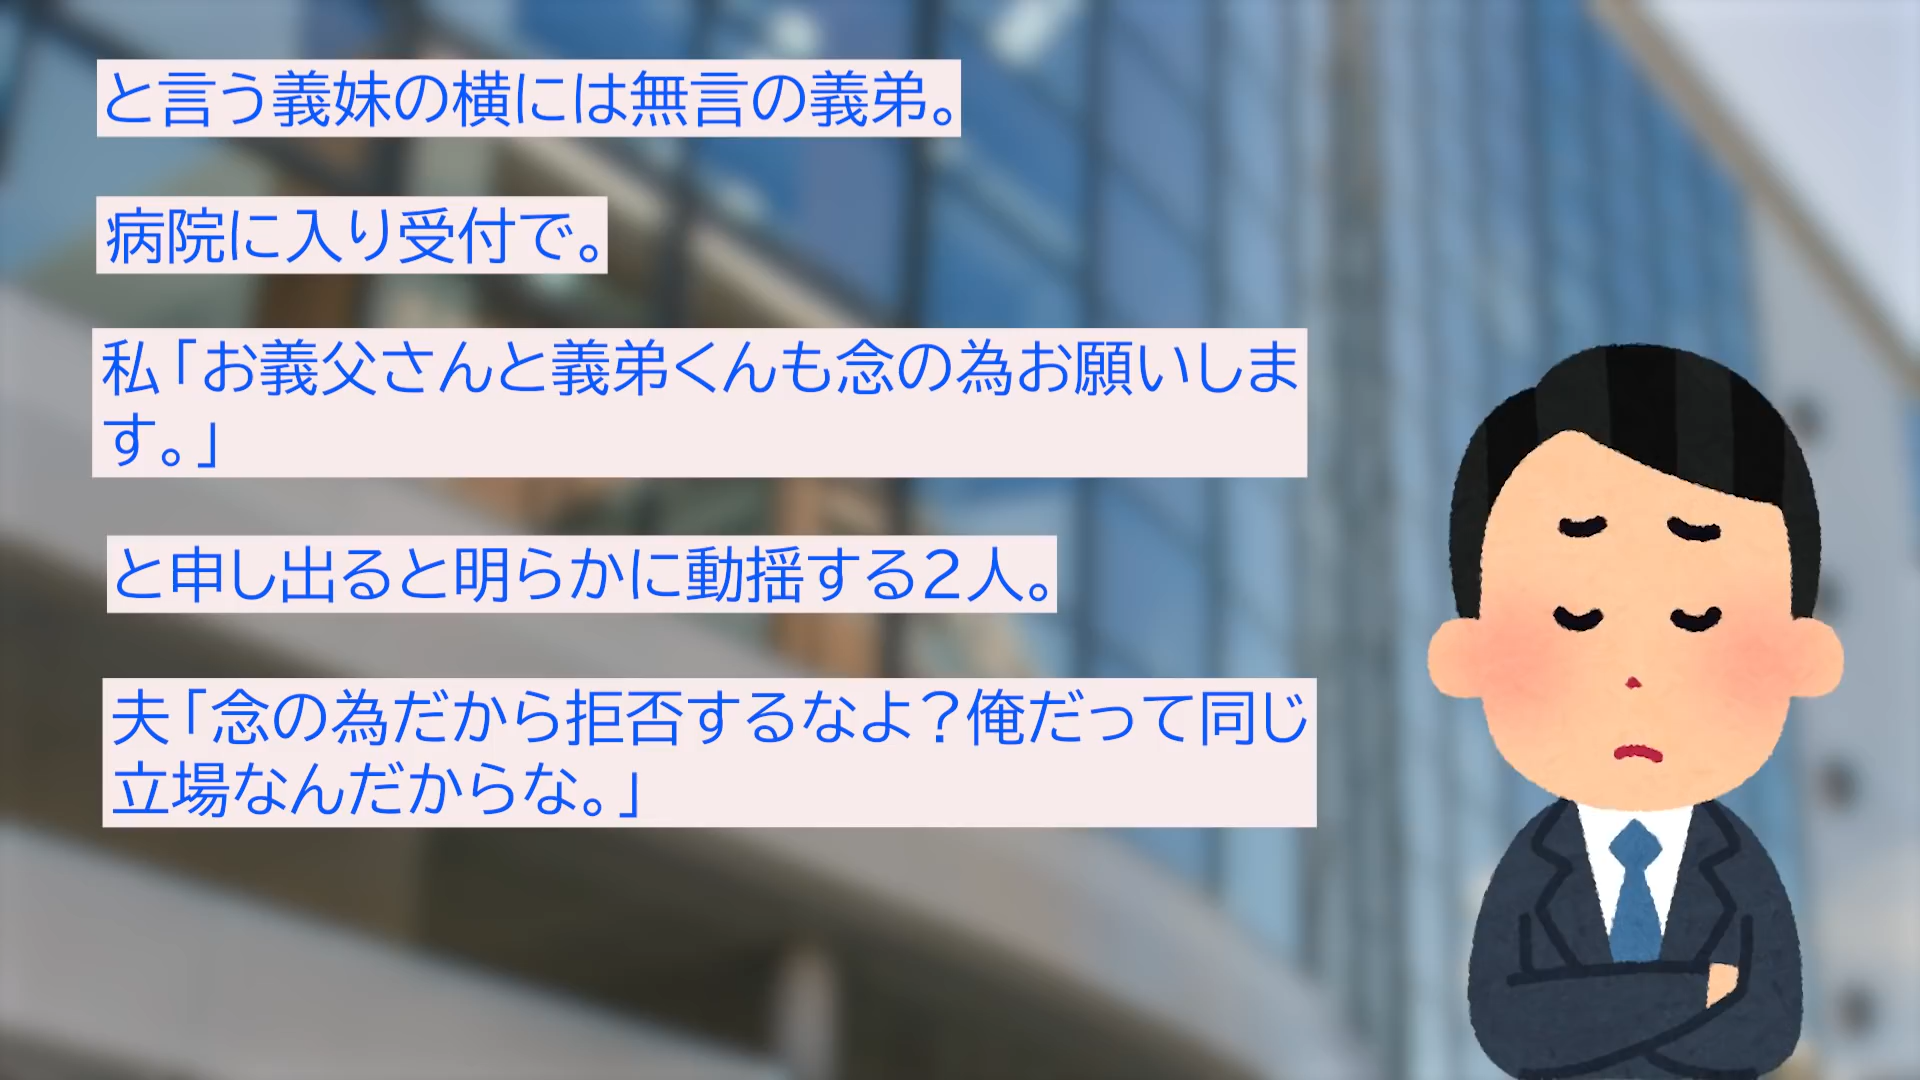 と言う義妹の横には無言の義弟。
病院に入り受付で。
私「お義父さんと義弟くんも念の為お願いしま
す。」
と申し出ると明らかに動揺する2人。
夫「念の為だから拒否するなよ？俺だって同じ
立場なんだからな。」